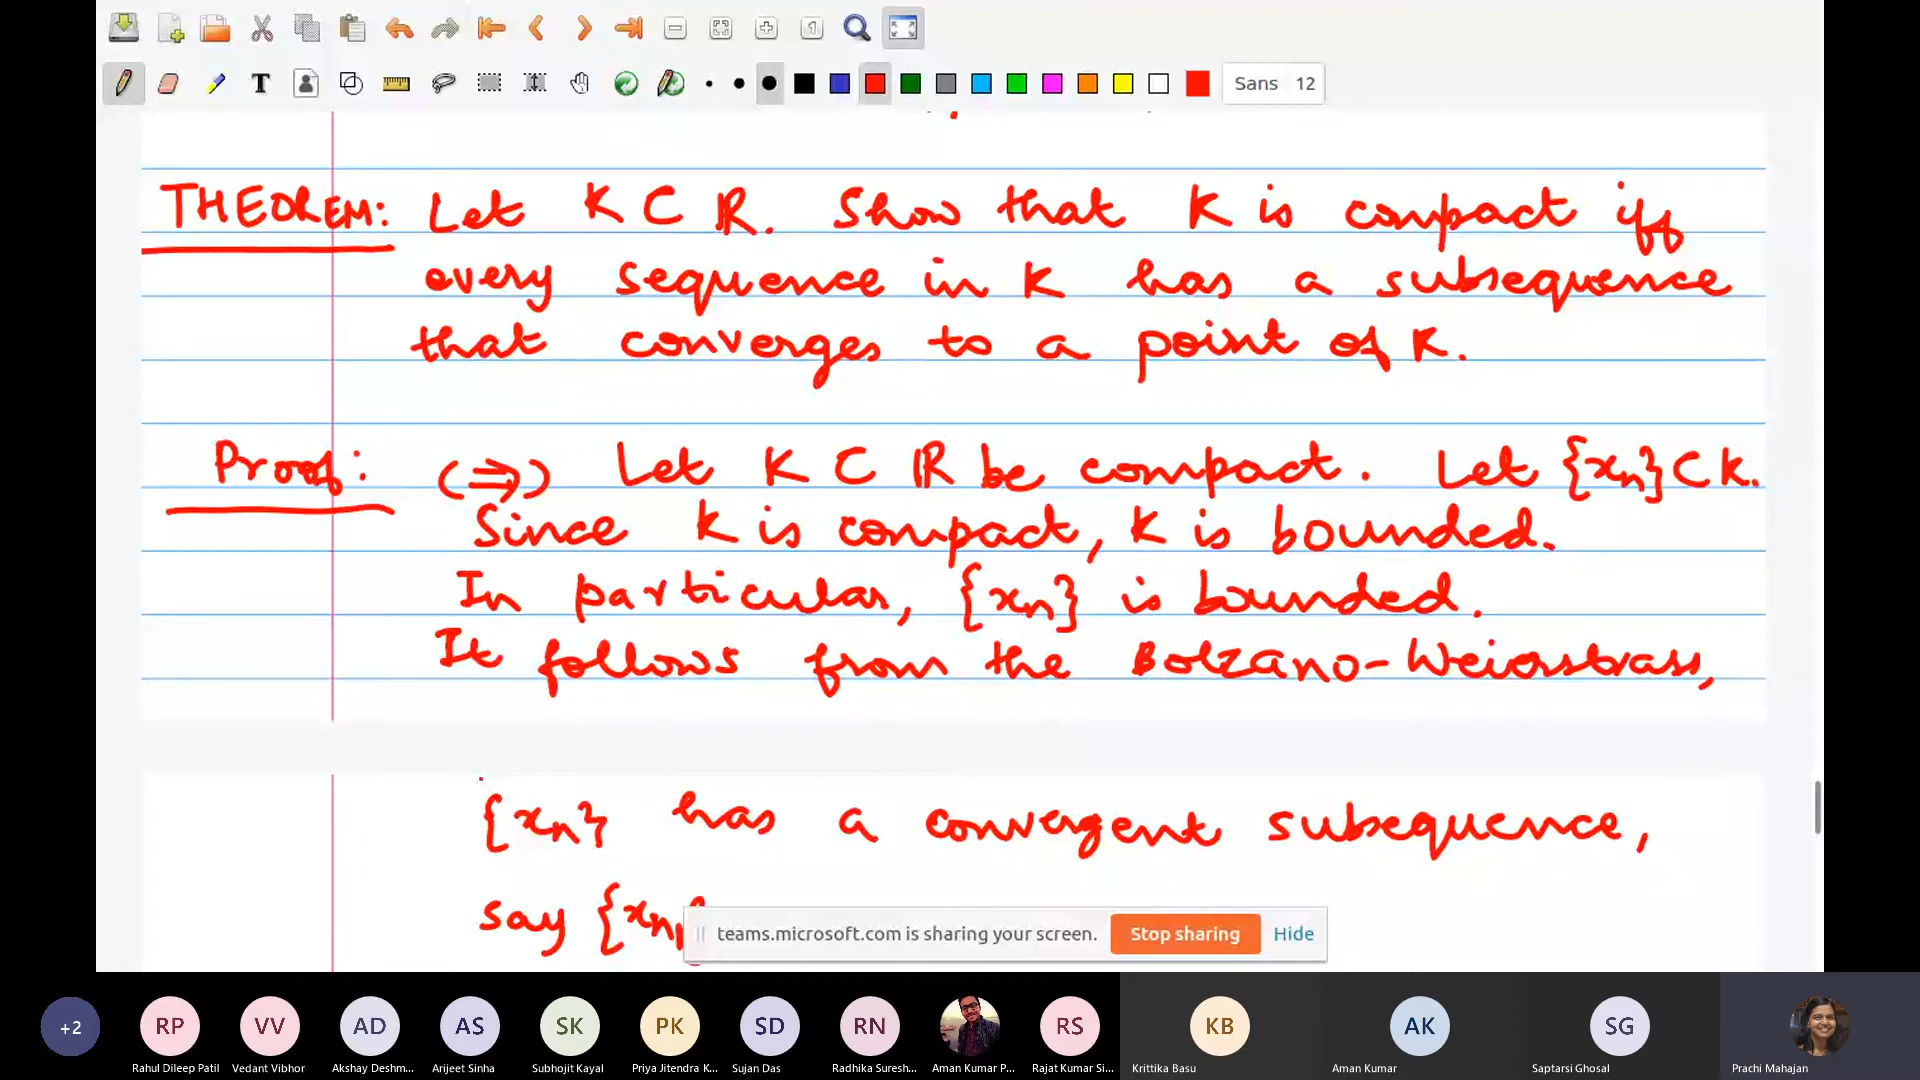 Sans 12
THEOREM: Let K ⊂ ℝ. Show that K is compact iff
every sequence in K has a subsequence
that converges to a point of K.
Proof: (⇒) Let K ⊂ ℝ be compact. Let {xn} ⊂ K.
Since K is compact, K is bounded.
In particular, {xn} is bounded.
It follows from the Bolzano-Weierstrass,
{xn} has a convergent subsequence,
say {xn
teams.microsoft.com is sharing your screen. Stop sharing Hide
+2 RP VV AD AS SK PK SD RN RS KB AK SG
Rahul Dileep Patil Vedant Vibhor Akshay Deshm... Arijeet Sinha Subhojit Kayal Priya Jitendra K... Sujan Das Radhika Suresh... Aman Kumar P... Rajat Kumar Si... Krittika Basu Aman Kumar Saptarsi Ghosal Prachi Mahajan